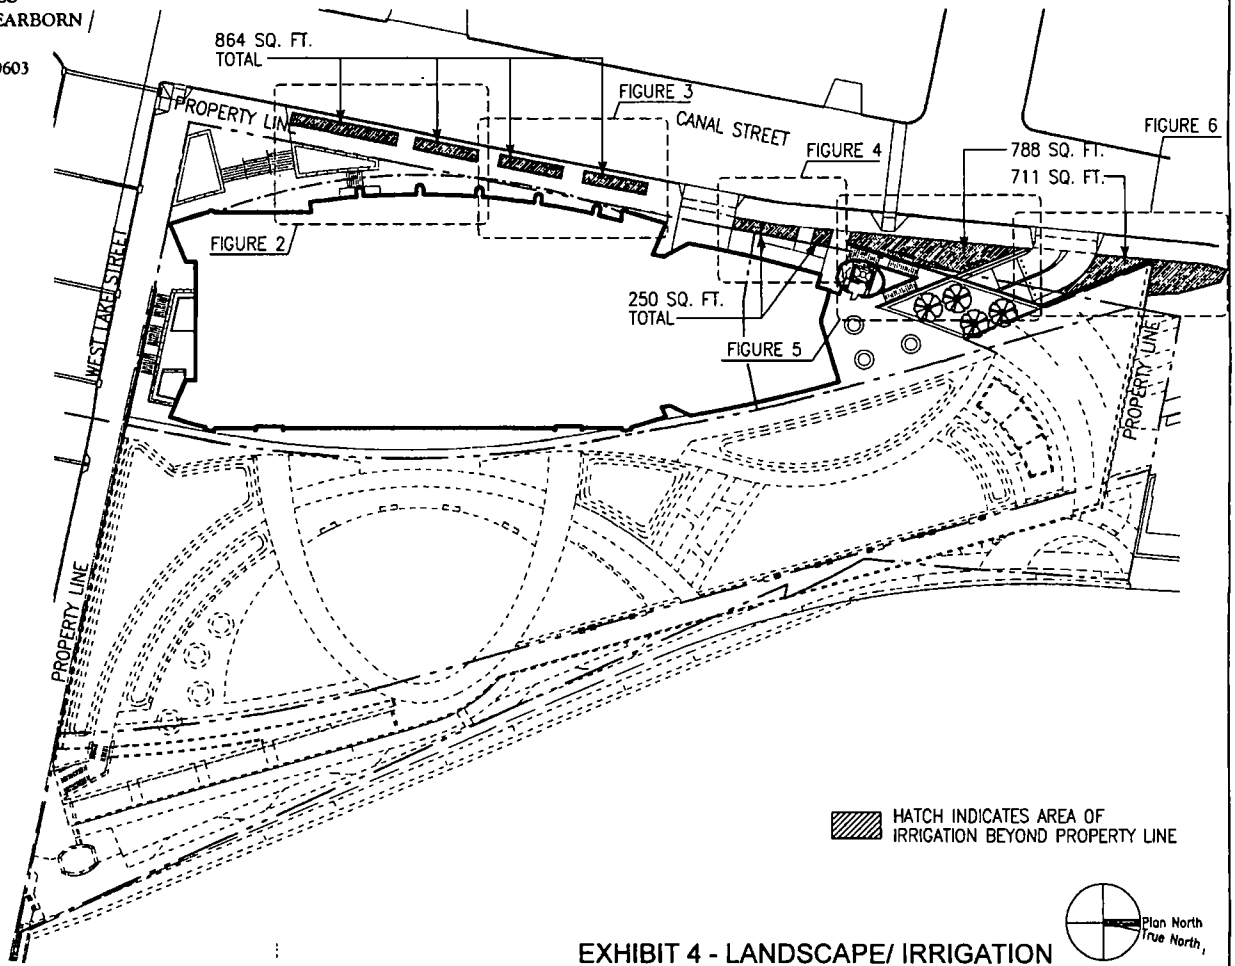 EARBORN /
0603
864 SQ. FT.
TOTAL
FIGURE 3
PROPERTY LIN
CANAL STREET
FIGURE 4
FIGURE 6
788 SQ. FT.
711 SQ. FT.
FIGURE 2
WEST LAKE STREET
250 SQ. FT.
TOTAL
FIGURE 5
PROPERTY LINE
PROPERTY LINE
HATCH INDICATES AREA OF
IRRIGATION BEYOND PROPERTY LINE
Plan North
True North
EXHIBIT 4 - LANDSCAPE/ IRRIGATION